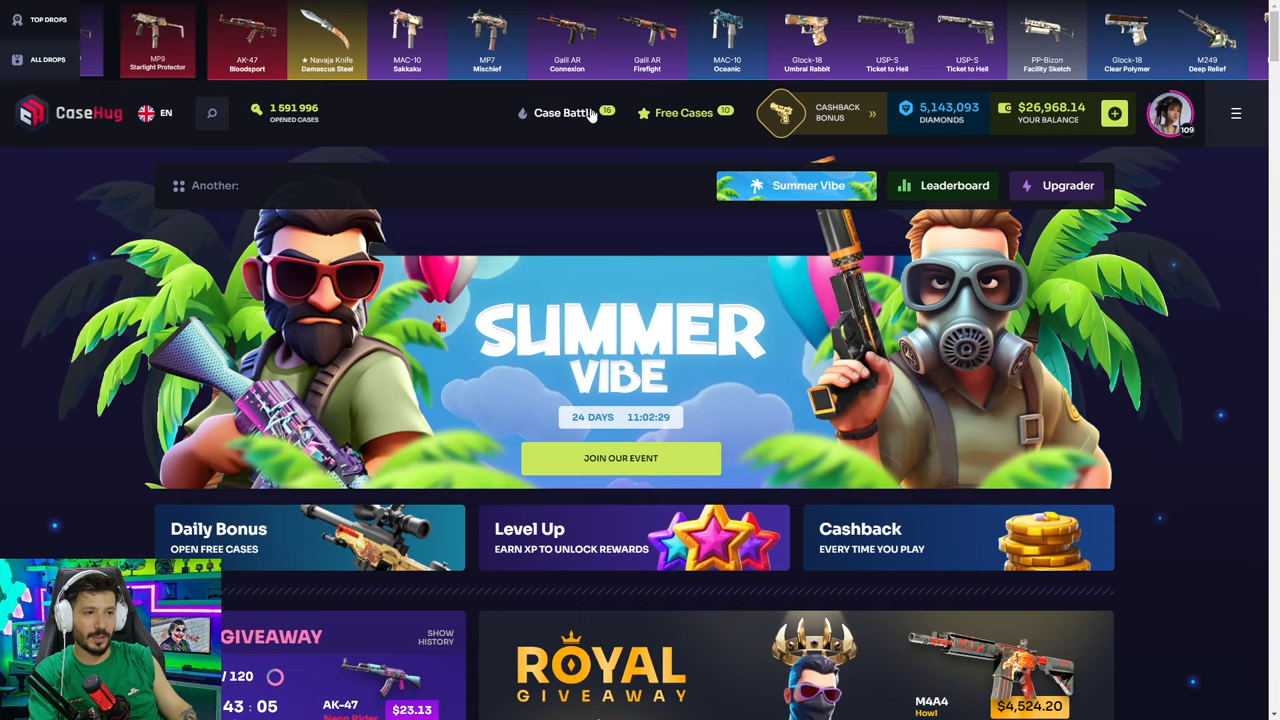 TOP DROPS
ALL DROPS
MP9
Starlight Protector
AK-47
Bloodsport
★ Navaja Knife
Damascus Steel
MAC-10
Sakkaku
MP7
Mischief
Galil AR
Connexion
Galil AR
Firefight
MAC-10
Oceanic
Glock-18
Umbral Rabbit
USP-S
Ticket to Hell
USP-S
Ticket to Hell
PP-Bizon
Facility Sketch
Glock-18
Clear Polymer
M249
Deep Relief
CaseHug
EN
1 591 996
OPENED CASES
Case Battl
16
Free Cases
10
CASHBACK
BONUS
»
5,143,093
DIAMONDS
$26,968.14
YOUR BALANCE
109
Another:
Summer Vibe
Leaderboard
Upgrader
SUMMER
VIBE
24 DAYS 11:02:29
JOIN OUR EVENT
Daily Bonus
OPEN FREE CASES
Level Up
EARN XP TO UNLOCK REWARDS
Cashback
EVERY TIME YOU PLAY
GIVEAWAY
SHOW
HISTORY
/ 120
43 : 05
AK-47
Neon Rider
$23.13
ROYAL
GIVEAWAY
M4A4
Howl
$4,524.20